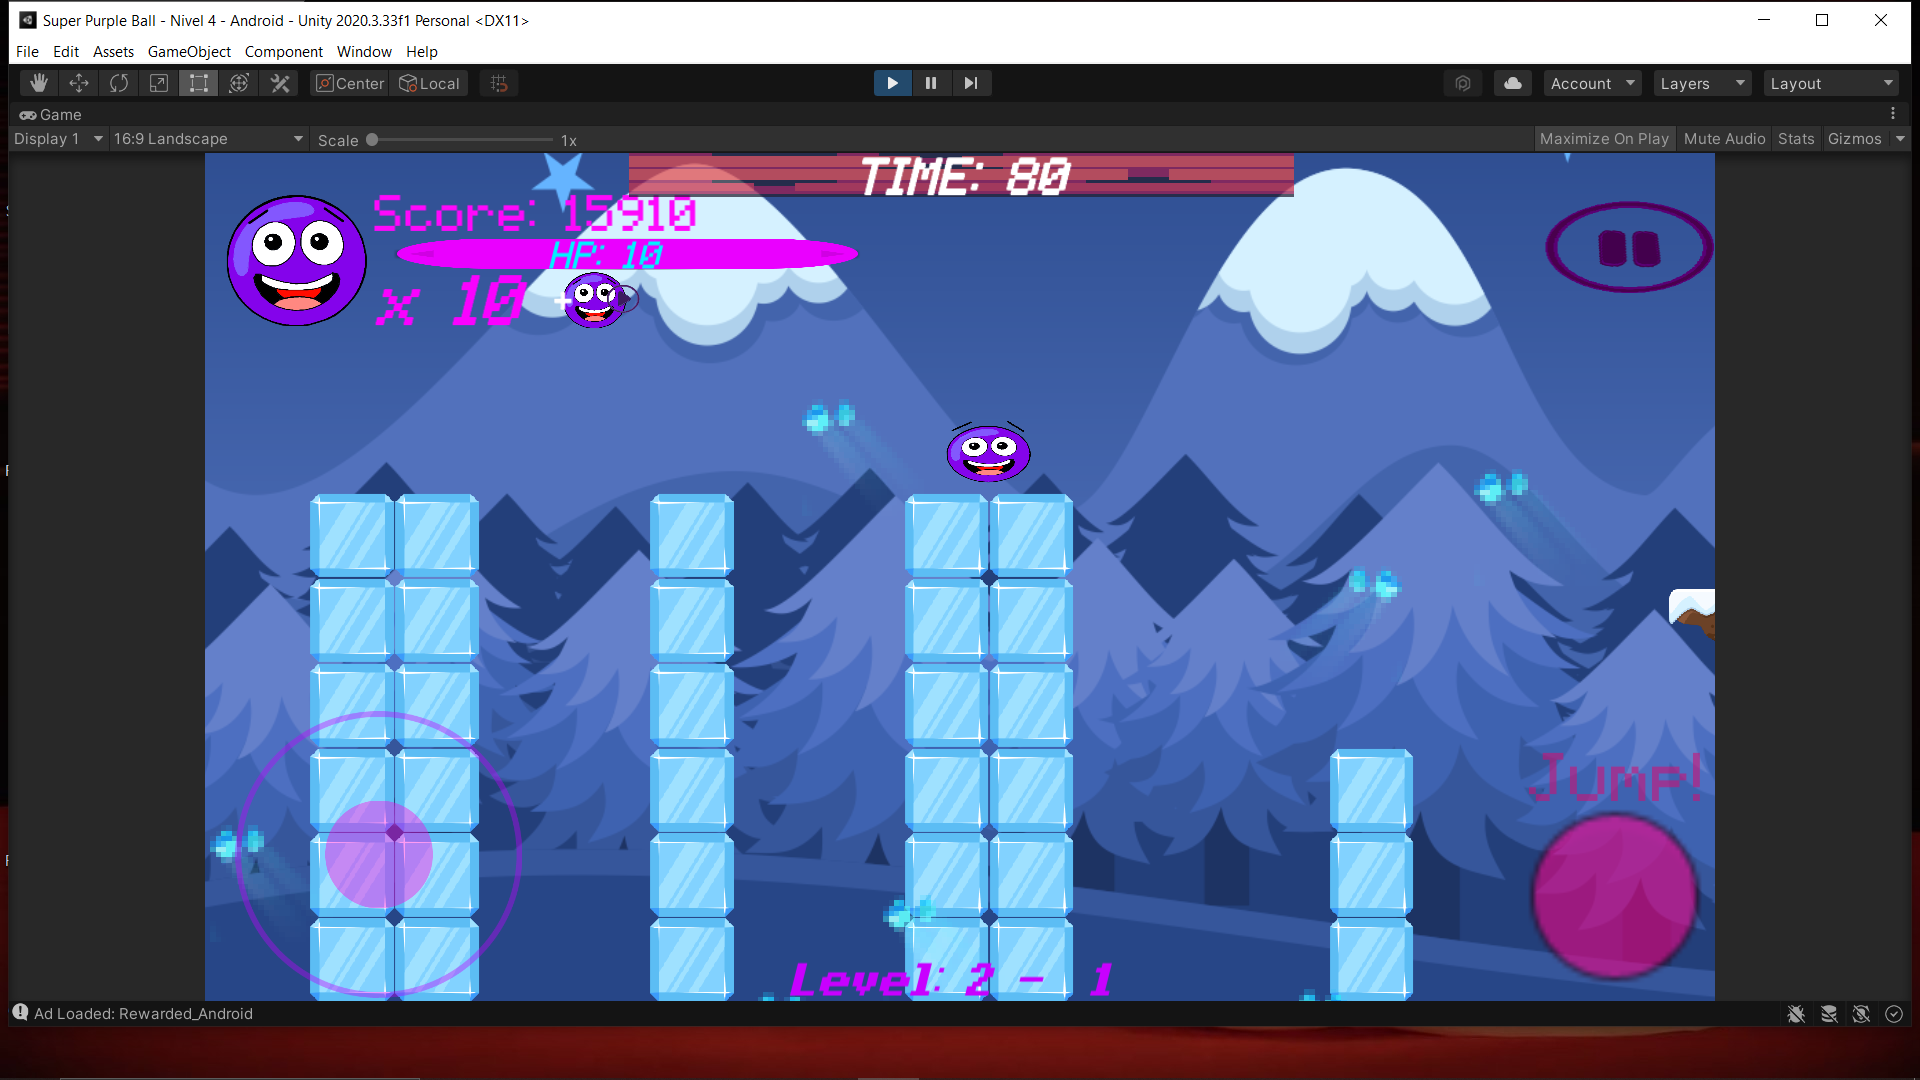 Super Purple Ball - Nivel 4 - Android - Unity 2020.3.33f1 Personal <DX11>
File Edit Assets GameObject Component Window Help
Center Local Account Layers Layout
Game
Display 1 16:9 Landscape Scale 1x Maximize On Play Mute Audio Stats Gizmos
TIME: 80
Score: 15910
HP: 10
x 10 +
Jump!
Level: 2 - 1
Ad Loaded: Rewarded_Android